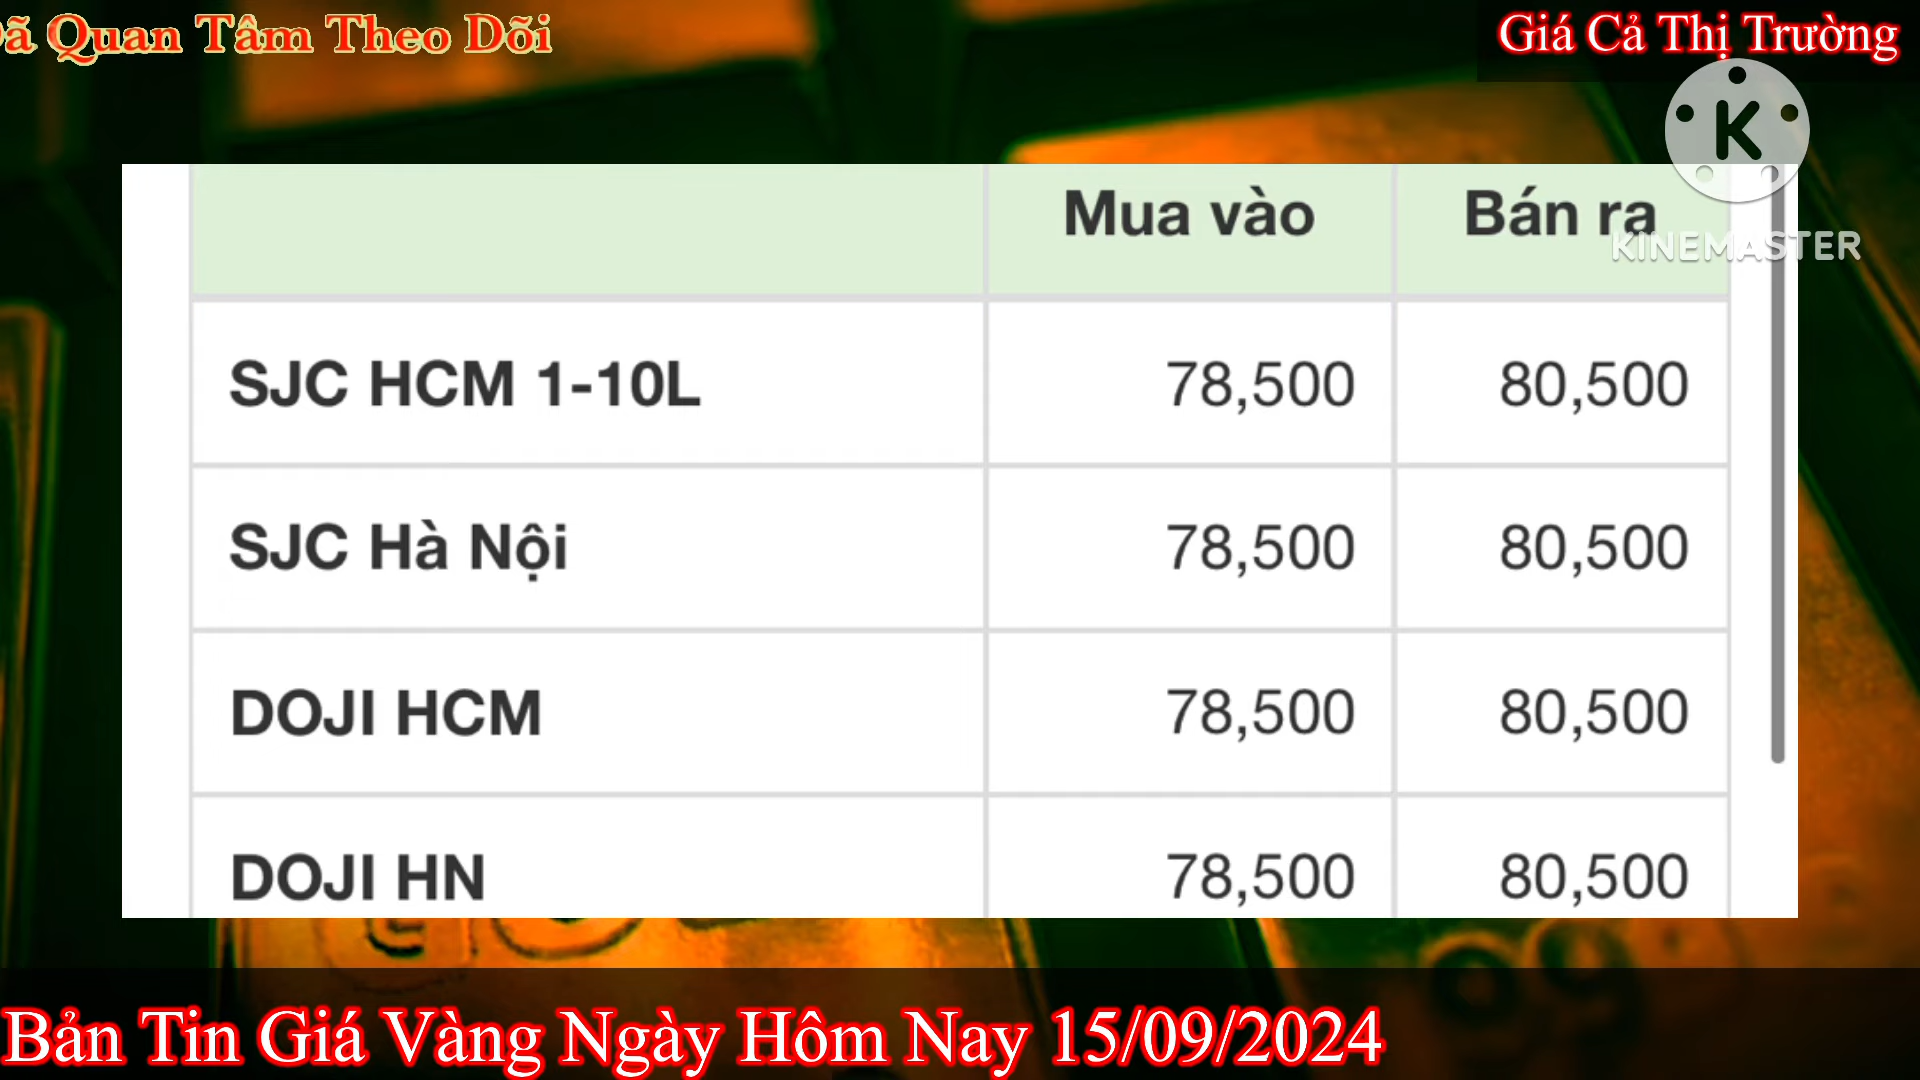 Quan Tâm Theo Dõi
Giá Cả Thị Trường
K
KINEMASTER
Mua vào Bán ra
SJC HCM 1-10L 78,500 80,500
SJC Hà Nội 78,500 80,500
DOJI HCM 78,500 80,500
DOJI HN 78,500 80,500
Bản Tin Giá Vàng Ngày Hôm Nay 15/09/2024